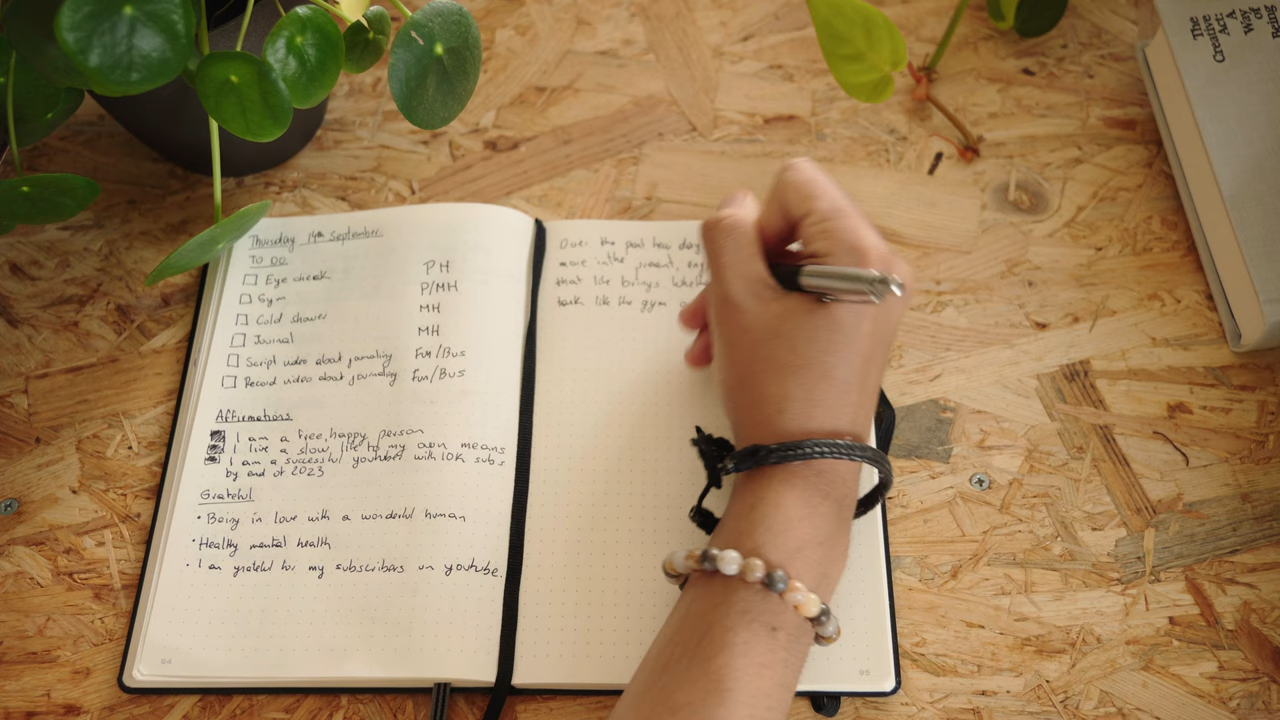 Thursday 14th September.
TO DO.
Eye check PH
Gym P/MH
Cold shower MH
Journal MH
Script video about journaling Fun/Bus
Record video about journaling Fun/Bus
Affirmations.
I am a free, happy person
I live a slow life to my own means
I am a successful youtuber with 10K subs
by end of 2023
Grateful.
• Being in love with a wonderful human
• Healthy mental health
• I am grateful for my subscribers on youtube.
64
Over the past few day
more in the present,
that life brings.
task like the gym
95
The
Creative
Act:
A
Way
of
Being